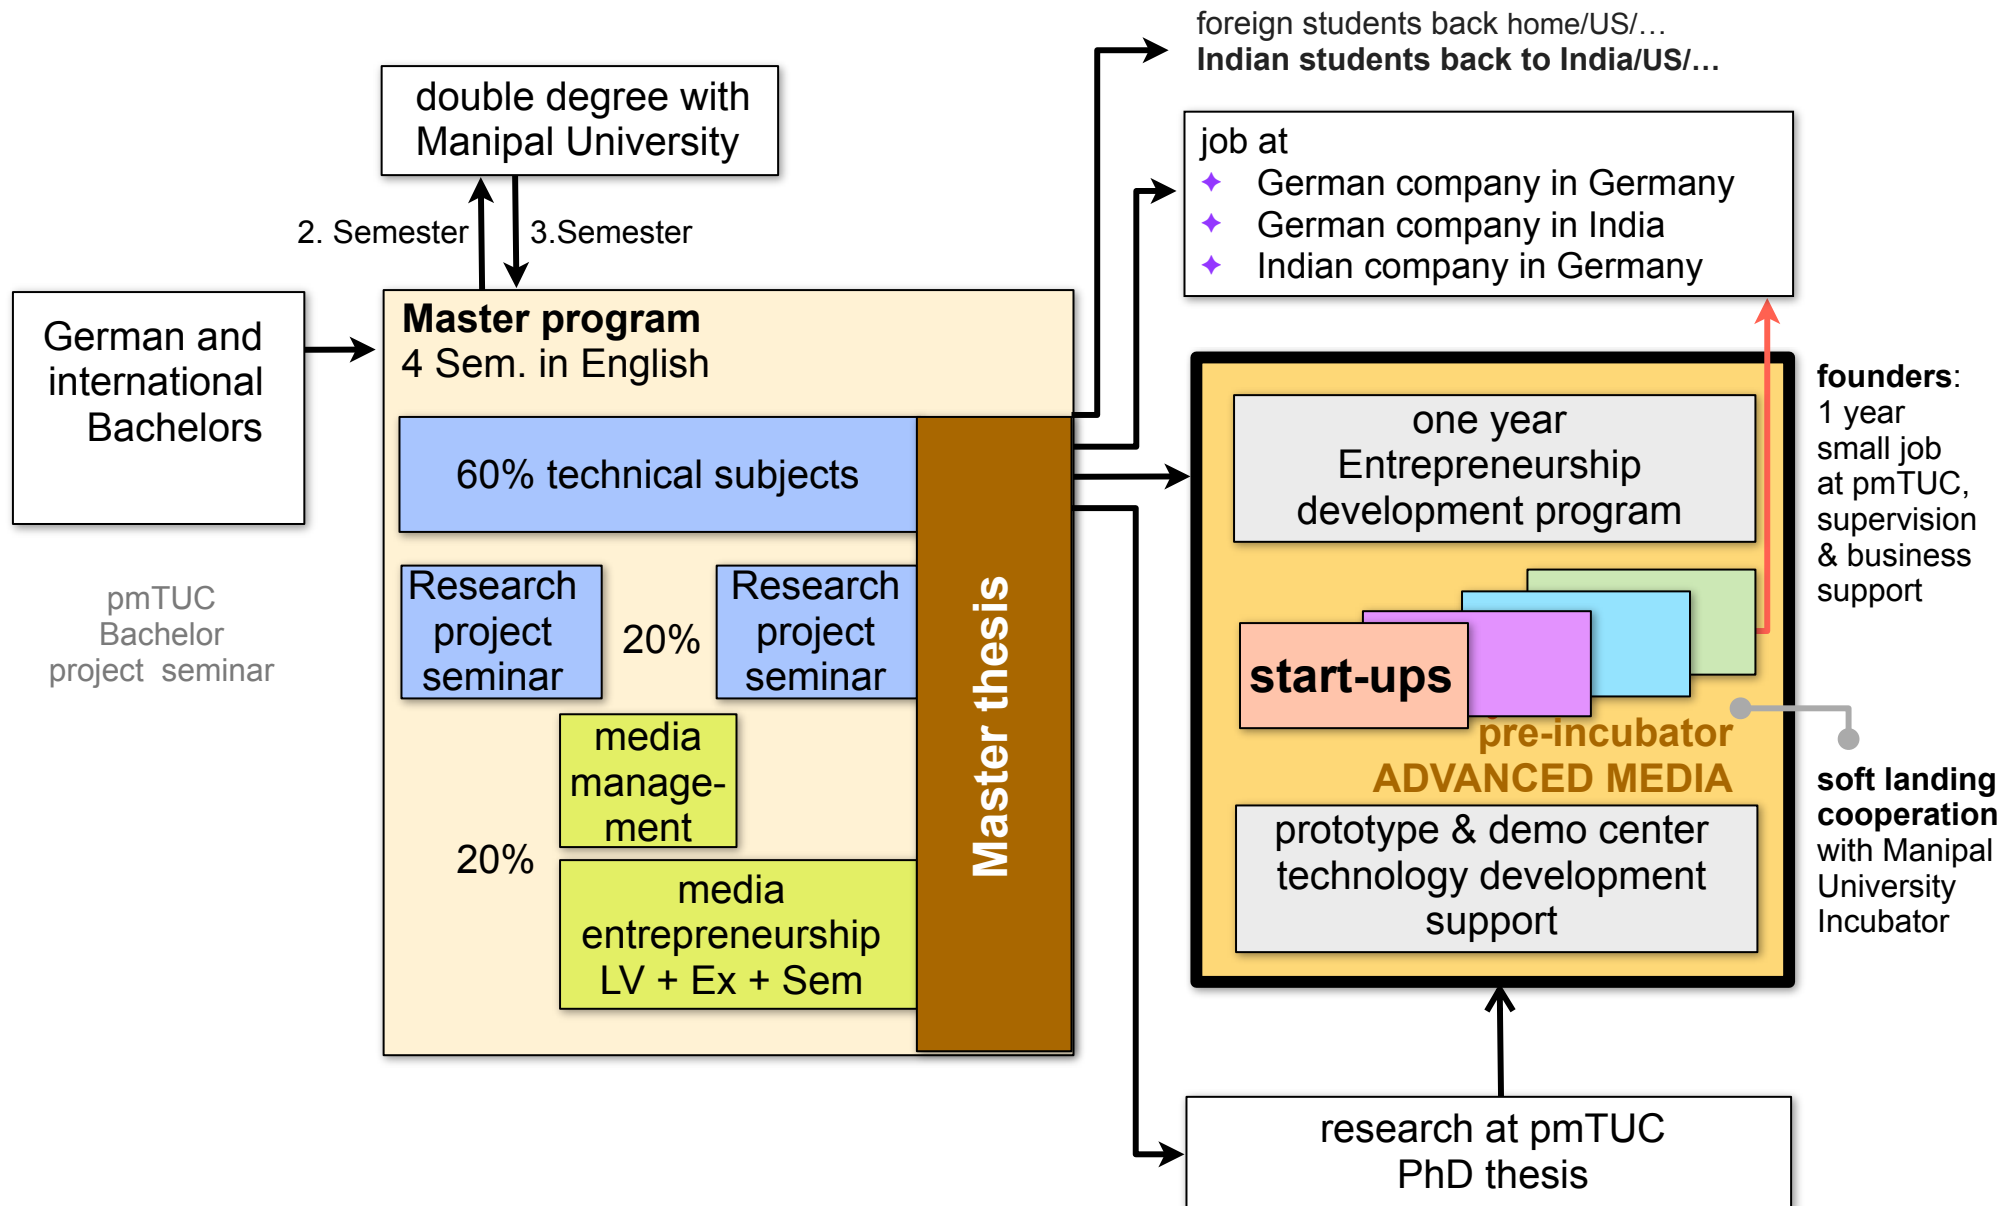 foreign students back home/US/…
Indian students back to India/US/…
double degree with
Manipal University
2. Semester
3.Semester
job at
✦ German company in Germany
✦ German company in India
✦ Indian company in Germany
German and
international
Bachelors
pmTUC
Bachelor
project seminar
Master program
4 Sem. in English
60% technical subjects
Research
project
seminar
20%
Research
project
seminar
media
manage-
ment
20%
media
entrepreneurship
LV + Ex + Sem
Master thesis
one year
Entrepreneurship
development program
start-ups
pre-incubator
ADVANCED MEDIA
prototype & demo center
technology development
support
founders:
1 year
small job
at pmTUC,
supervision
& business
support
soft landing
cooperation
with Manipal
University
Incubator
research at pmTUC
PhD thesis